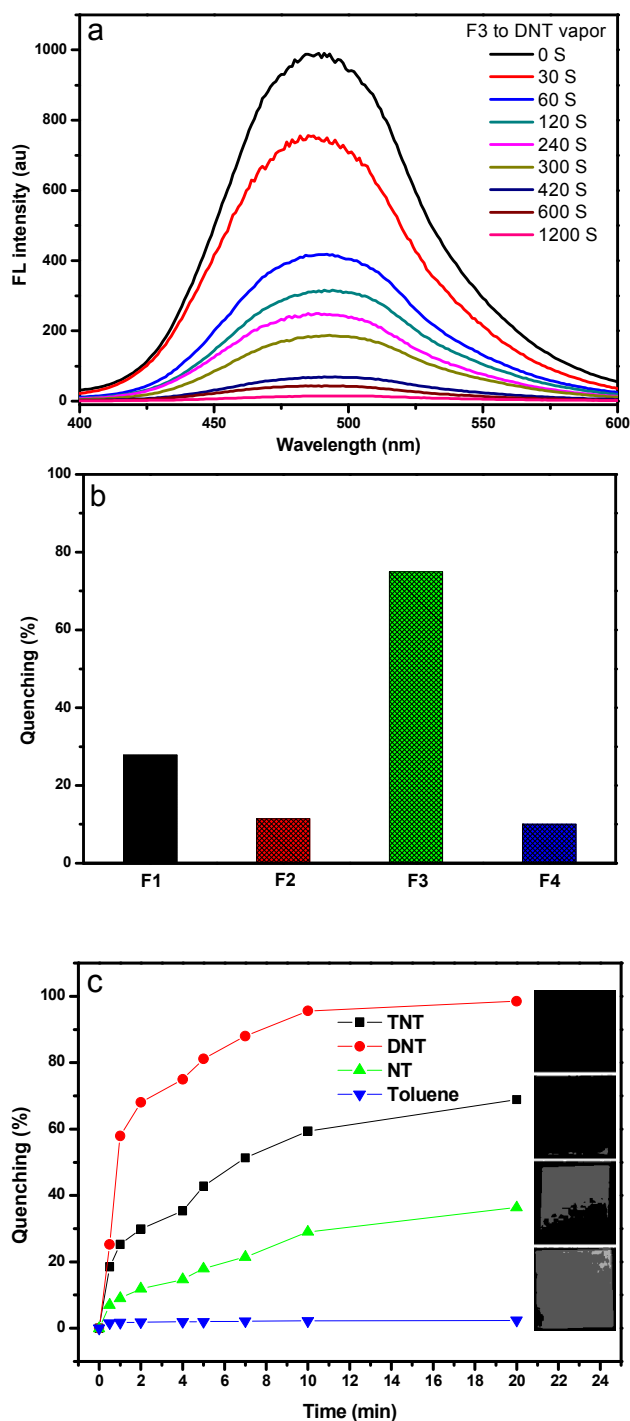 a
F3 to DNT vapor
0 S
30 S
60 S
120 S
240 S
300 S
420 S
600 S
1200 S
1000
800
600
400
200
0
FL intensity (au)
400 450 500 550 600
Wavelength (nm)
b
100
80
60
40
20
0
Quenching (%)
F1 F2 F3 F4
c
TNT
DNT
NT
Toluene
100
80
60
40
20
0
Quenching (%)
0 2 4 6 8 10 12 14 16 18 20 22 24
Time (min)